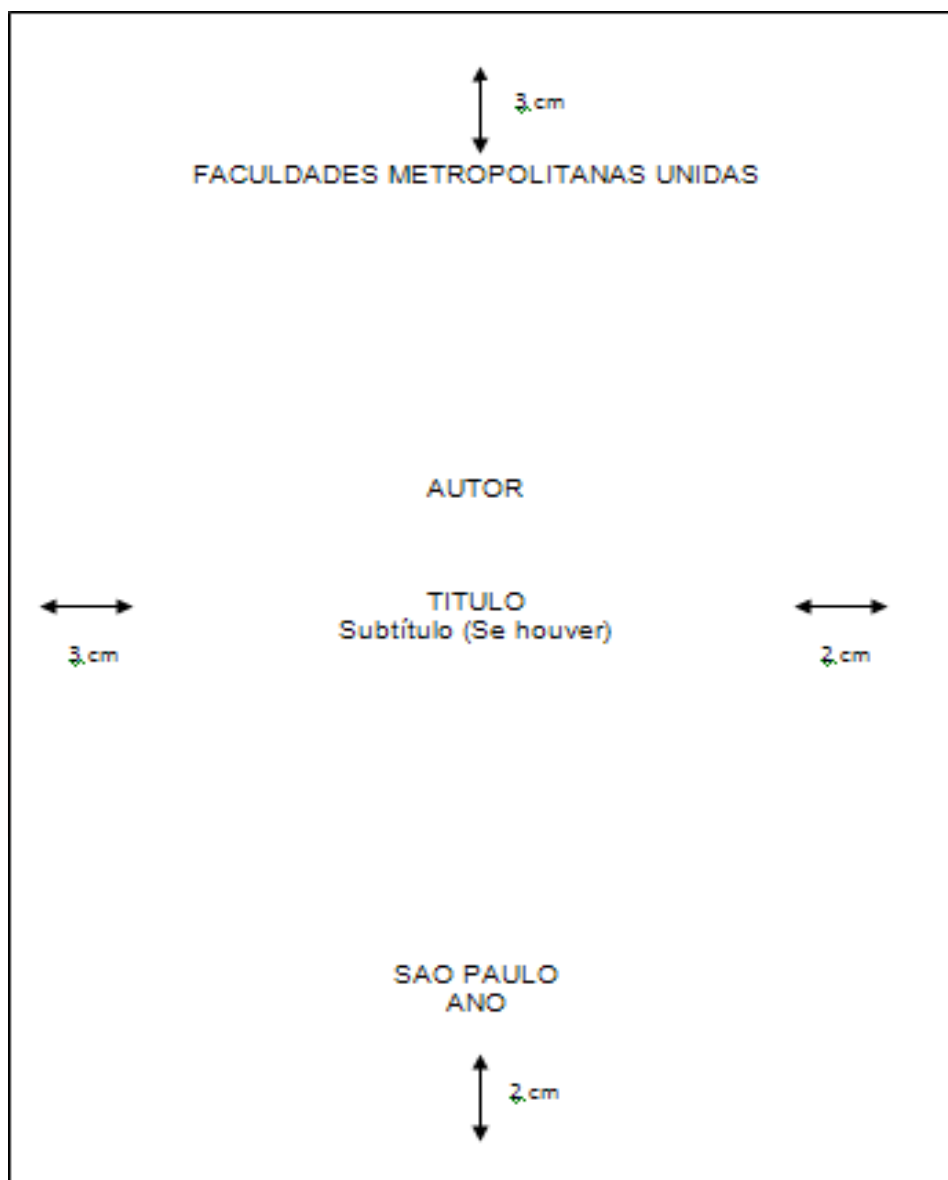 3 cm
FACULDADES METROPOLITANAS UNIDAS
AUTOR
TITULO
Subtítulo (Se houver)
3 cm
2 cm
SAO PAULO
ANO
2 cm